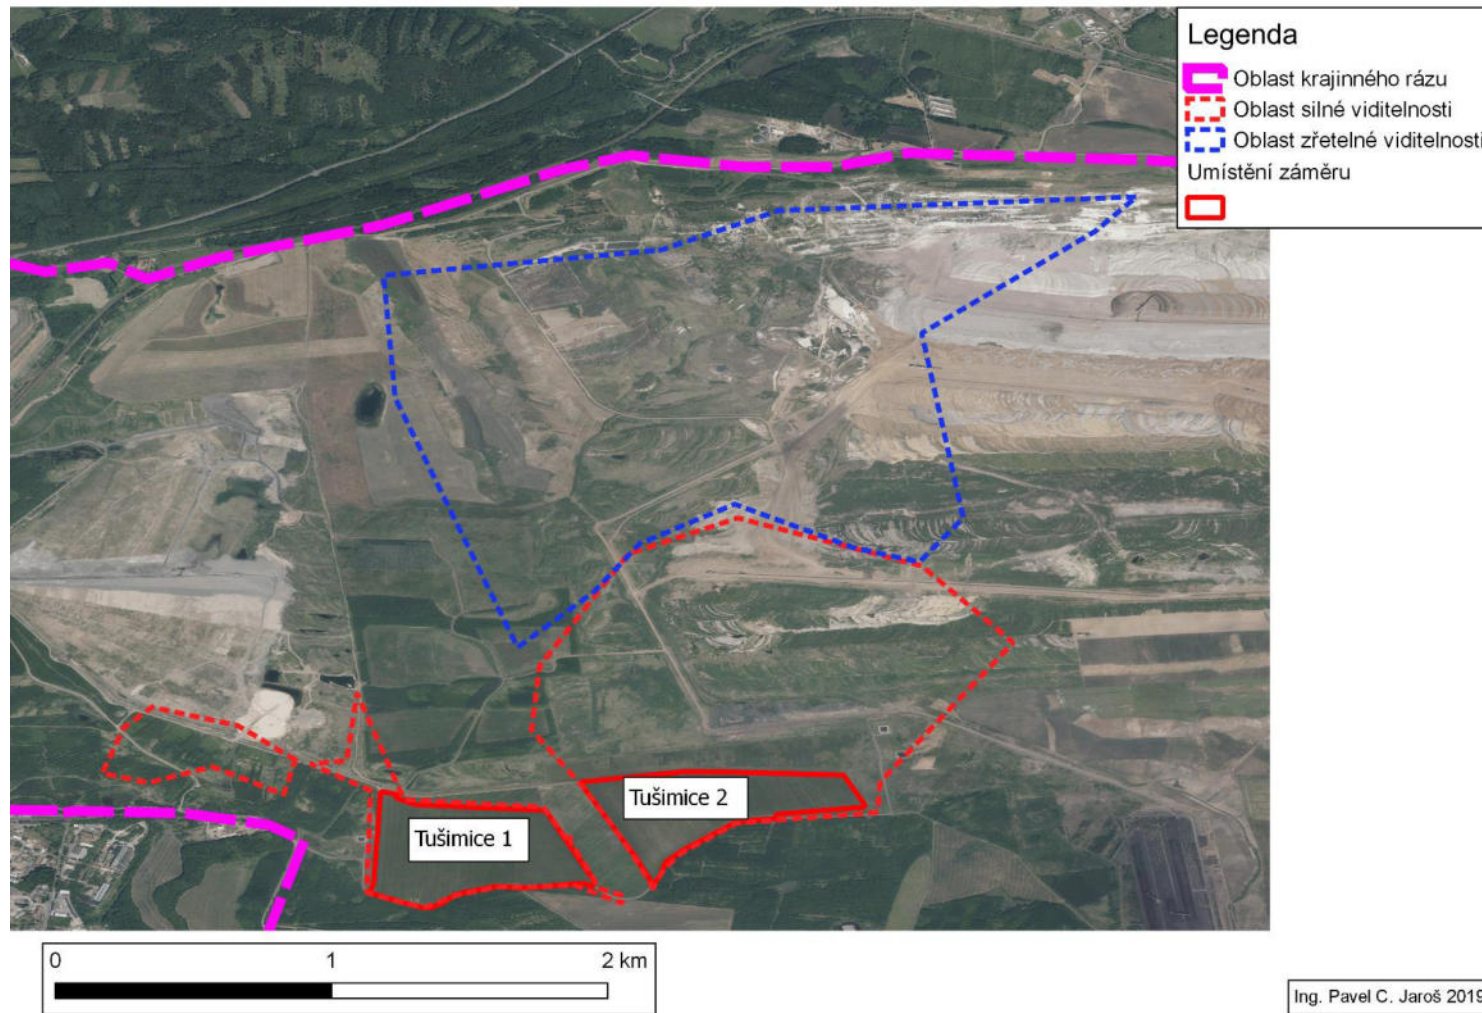 Legenda
Oblast krajinného rázu
Oblast silné viditelnosti
Oblast zřetelné viditelnosti
Umístění záměru
Tušimice 2
Tušimice 1
0 1 2 km
Ing. Pavel C. Jaroš 2019